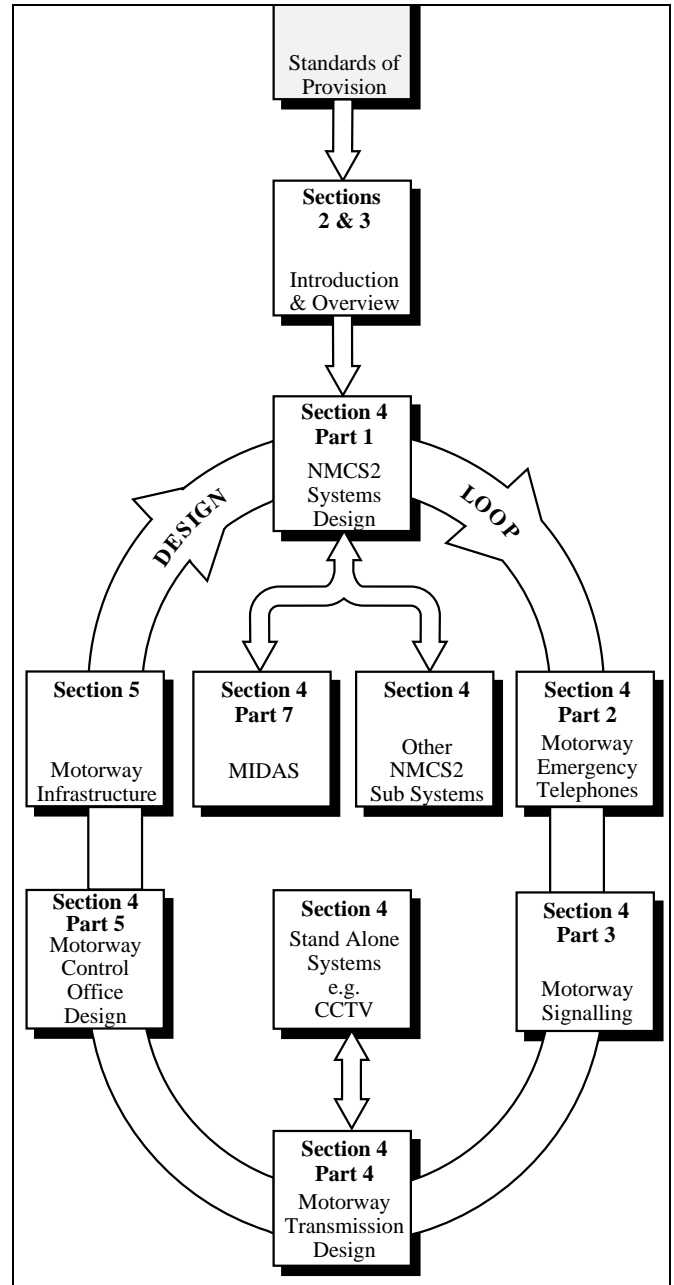 Standards of
Provision
Sections
2 & 3
Introduction
& Overview
Section 4
Part 1
NMCS2
Systems
Design
DESIGN
LOOP
Section 5
Motorway
Infrastructure
Section 4
Part 7
MIDAS
Section 4
Other
NMCS2
Sub Systems
Section 4
Part 2
Motorway
Emergency
Telephones
Section 4
Part 5
Motorway
Control
Office
Design
Section 4
Stand Alone
Systems
e.g.
CCTV
Section 4
Part 3
Motorway
Signalling
Section 4
Part 4
Motorway
Transmission
Design